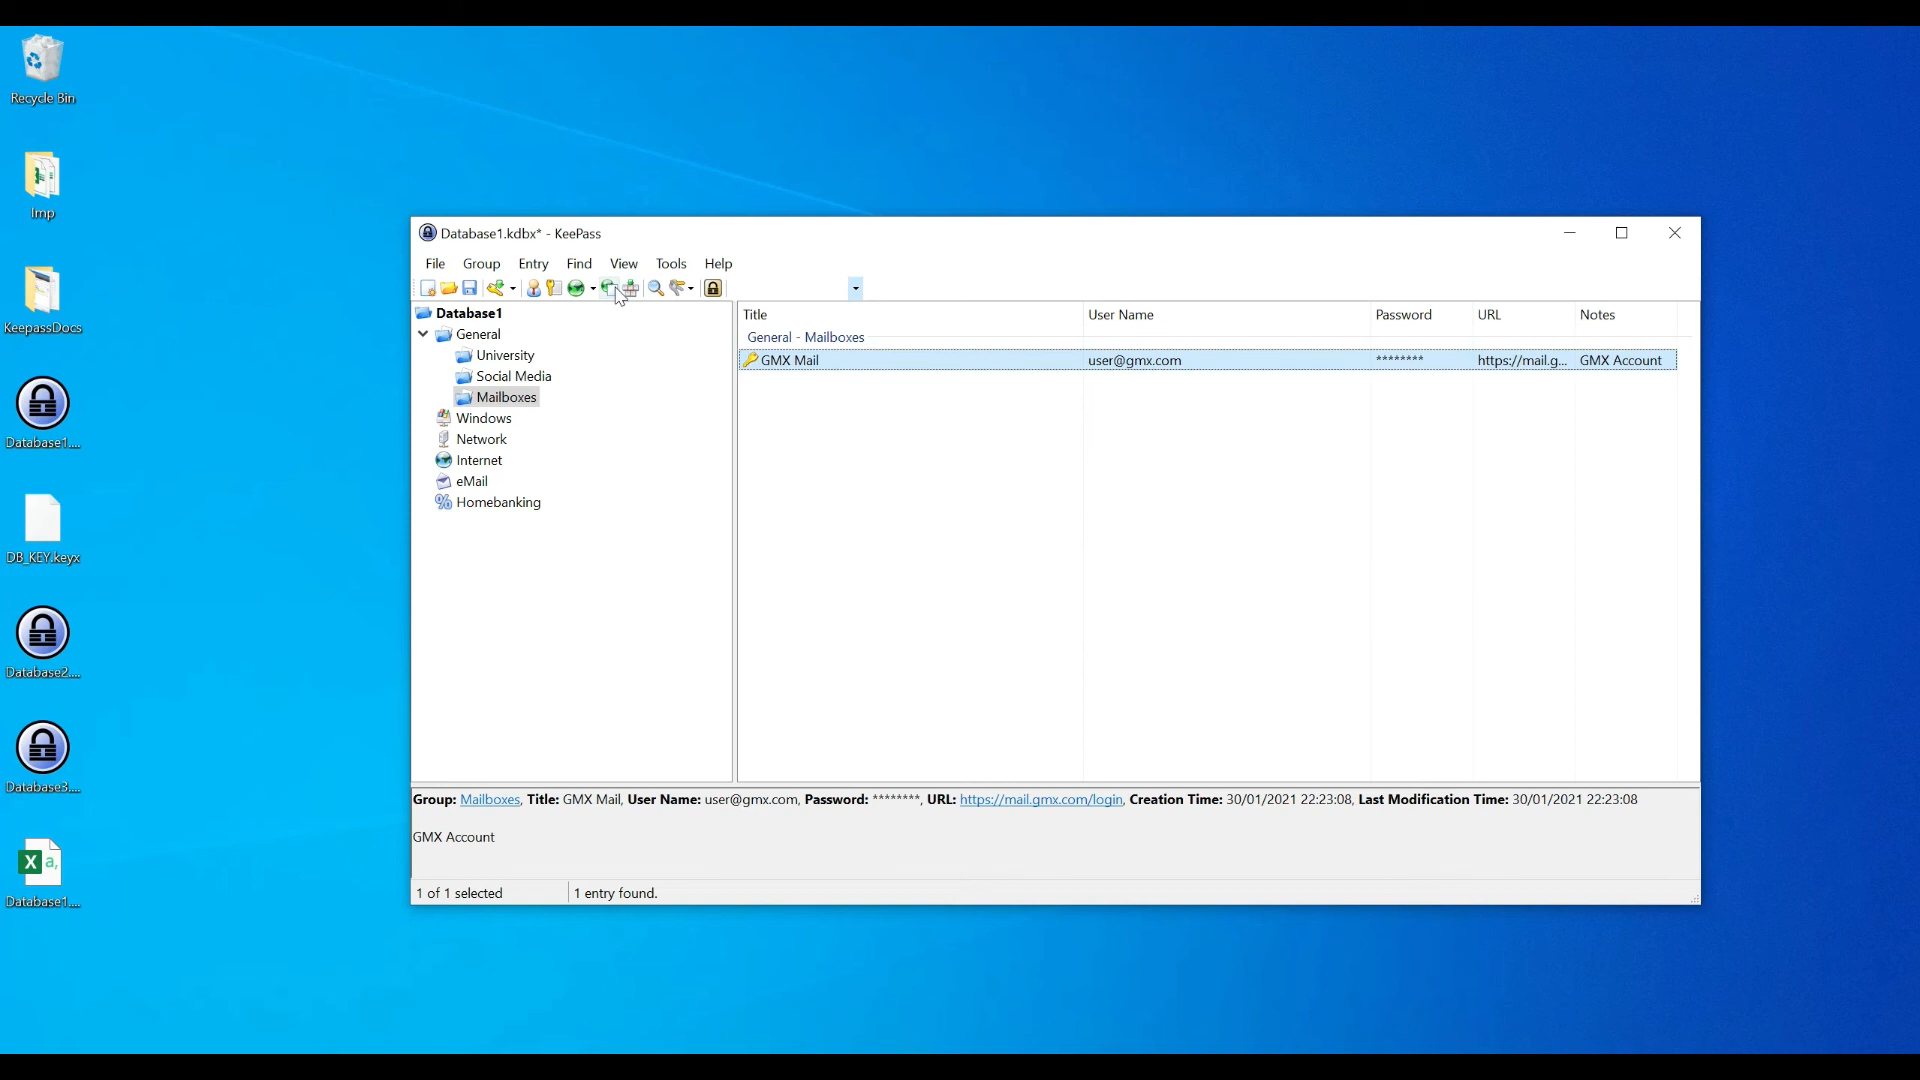 Recycle Bin
Imp
KeepassDocs
Database1....
DB_KEY.keyx
Database2....
Database3....
X a,
Database1....
Database1.kdbx* - KeePass
File Group Entry Find View Tools Help
Database1
General
University
Social Media
Mailboxes
Windows
Network
Internet
eMail
Homebanking
Title User Name Password URL Notes
General - Mailboxes
GMX Mail user@gmx.com ******** https://mail.g... GMX Account
Group: Mailboxes, Title: GMX Mail, User Name: user@gmx.com, Password: ********, URL: https://mail.gmx.com/login, Creation Time: 30/01/2021 22:23:08, Last Modification Time: 30/01/2021 22:23:08
GMX Account
1 of 1 selected 1 entry found.